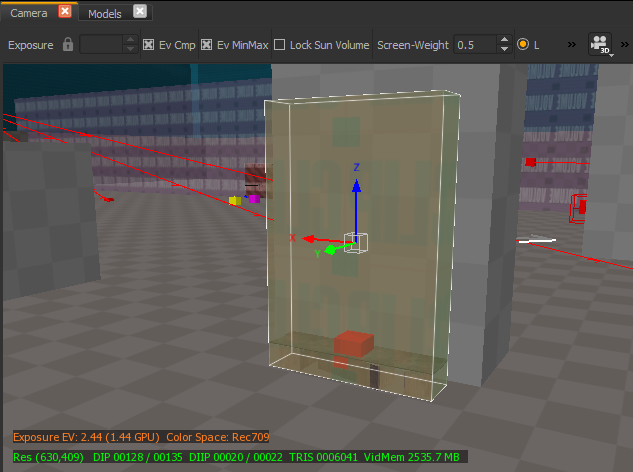 Camera Models
Exposure Ev Cmp Ev MinMax Lock Sun Volume Screen-Weight 0.5 L » 3D »
Z
X
Y
Exposure EV: 2.44 (1.44 GPU) Color Space: Rec709
Res (630,409) DIP 00128 / 00135 DIIP 00020 / 00022 TRIS 0006041 VidMem 2535.7 MB